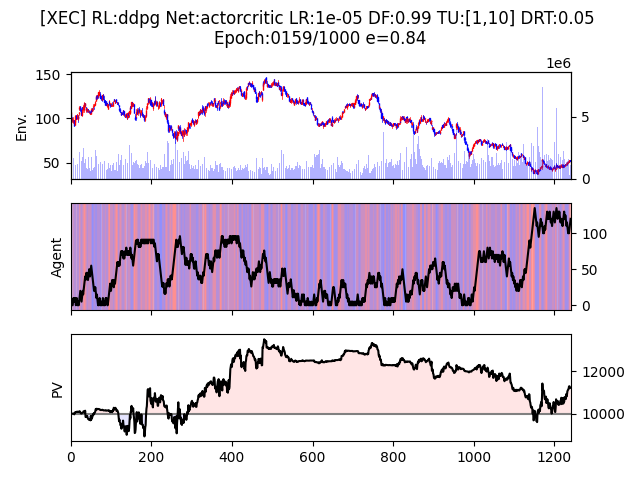 [XEC] RL:ddpg Net:actorcritic LR:1e-05 DF:0.99 TU:[1,10] DRT:0.05
Epoch:0159/1000 e=0.84
1e6
150
100
50
Env.
5
0
Agent
100
50
0
PV
12000
10000
0 200 400 600 800 1000 1200